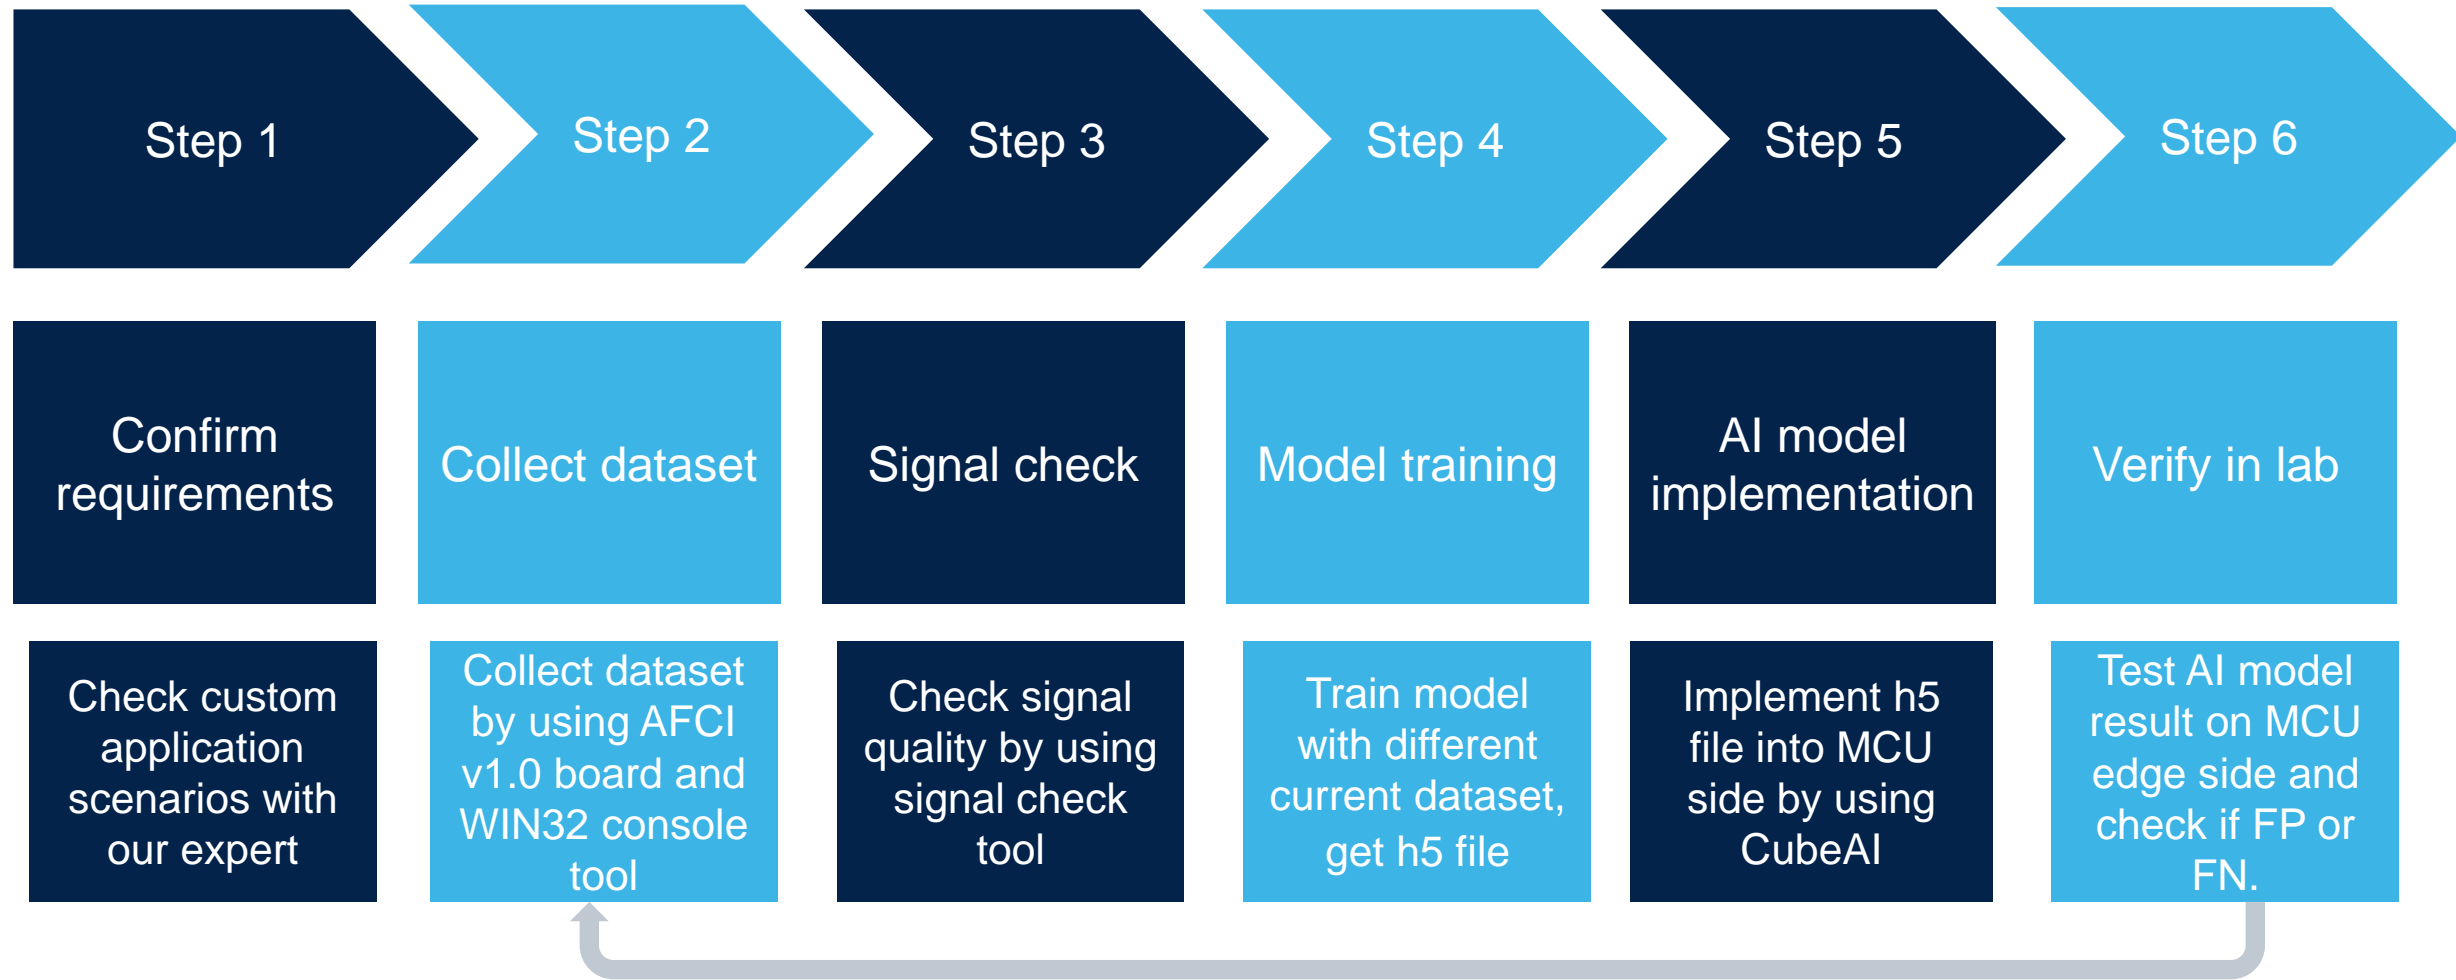 Step 1
Step 2
Step 3
Step 4
Step 5
Step 6
Confirm
requirements
Collect dataset
Signal check
Model training
AI model
implementation
Verify in lab
Check custom
application
scenarios with
our expert
Collect dataset
by using AFCI
v1.0 board and
WIN32 console
tool
Check signal
quality by using
signal check
tool
Train model
with different
current dataset,
get h5 file
Implement h5
file into MCU
side by using
CubeAI
Test AI model
result on MCU
edge side and
check if FP or
FN.